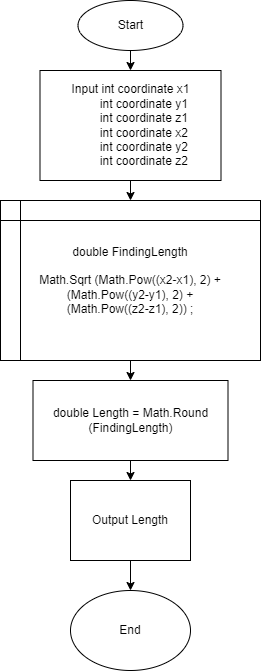 Start
Input int coordinate x1
int coordinate y1
int coordinate z1
int coordinate x2
int coordinate y2
int coordinate z2
double FindingLength
Math.Sqrt (Math.Pow((x2-x1), 2) +
(Math.Pow((y2-y1), 2) +
(Math.Pow((z2-z1), 2)) ;
double Length = Math.Round
(FindingLength)
Output Length
End